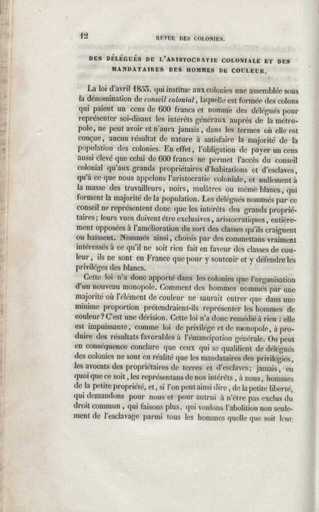 12 REVUE DES COLONIES.
DES DÉLÉGUÉS DE L'ARISTOCRATIE COLONIALE ET DES
MANDATAIRES DES HOMMES DE COULEUR.
La loi d'avril 1833, qui institue aux colonies une assemblée sous
la dénomination de conseil colonial, laquelle est formée des colons
qui paient un cens de 600 francs et nomme des délégués pour
représenter soi-disant les intérêts généraux auprès de la métro-
pole, ne peut avoir et n'aura jamais, dans les termes où elle est
conçue, aucun résultat de nature à satisfaire la majorité de la
population des colonies. En effet, l'obligation de payer un cens
aussi élevé que celui de 600 francs ne permet l'accès du conseil
colonial qu'aux grands propriétaires d'habitations et d'esclaves,
qu'à ce que nous appelons l'aristocratie coloniale, et nullement à
la masse des travailleurs, noirs, mulâtres ou même blancs, qui
forment la majorité de la population. Les délégués nommés par ce
conseil ne représentent donc que les intérêts des grands proprié-
taires ; leurs vues doivent être exclusives, aristocratiques, entière-
ment opposées à l'amélioration du sort des classes qu'ils craignent
ou haïssent. Nommés ainsi, choisis par des commettans vraiment
intéressés à ce qu'il ne soit rien fait en faveur des classes de cou-
leur, ils ne sont en France que pour y soutenir et y défendre les
priviléges des blancs.
Cette loi n'a donc apporté dans les colonies que l'organisation
d'un nouveau monopole. Comment des hommes nommés par une
majorité où l'élément de couleur ne saurait entrer que dans une
minime proportion prétendraient-ils représenter les hommes de
couleur? C'est une dérision. Cette loi n'a donc remédié à rien : elle
est impuissante, comme loi de privilége et de monopole, à pro-
duire des résultats favorables à l'émancipation générale. On peut
en conséquence conclure que ceux qui se qualifient de délégués
des colonies ne sont en réalité que les mandataires des privilégiés,
les avocats des propriétaires de terres et d'esclaves; jamais, en
quoi que ce soit, les représentans de nos intérêts, à nous, hommes
de la petite propriété, et, si l'on peut ainsi dire, de la petite liberté,
qui demandons pour nous et pour autrui à n'être pas exclus du
droit commun, qui faisons plus, qui voulons l'abolition non seule-
ment de l'esclavage parmi tous les hommes quelle que soit leur